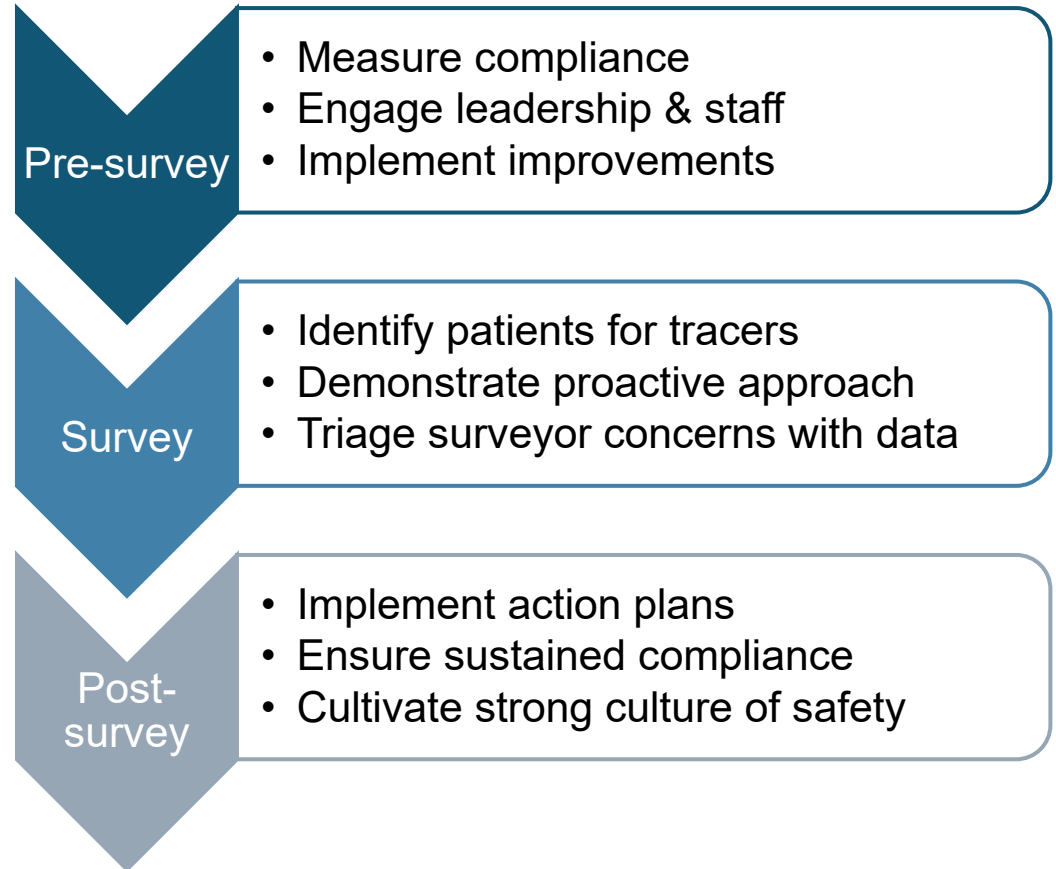 Pre-survey
• Measure compliance
• Engage leadership & staff
• Implement improvements
Survey
• Identify patients for tracers
• Demonstrate proactive approach
• Triage surveyor concerns with data
Post-
survey
• Implement action plans
• Ensure sustained compliance
• Cultivate strong culture of safety